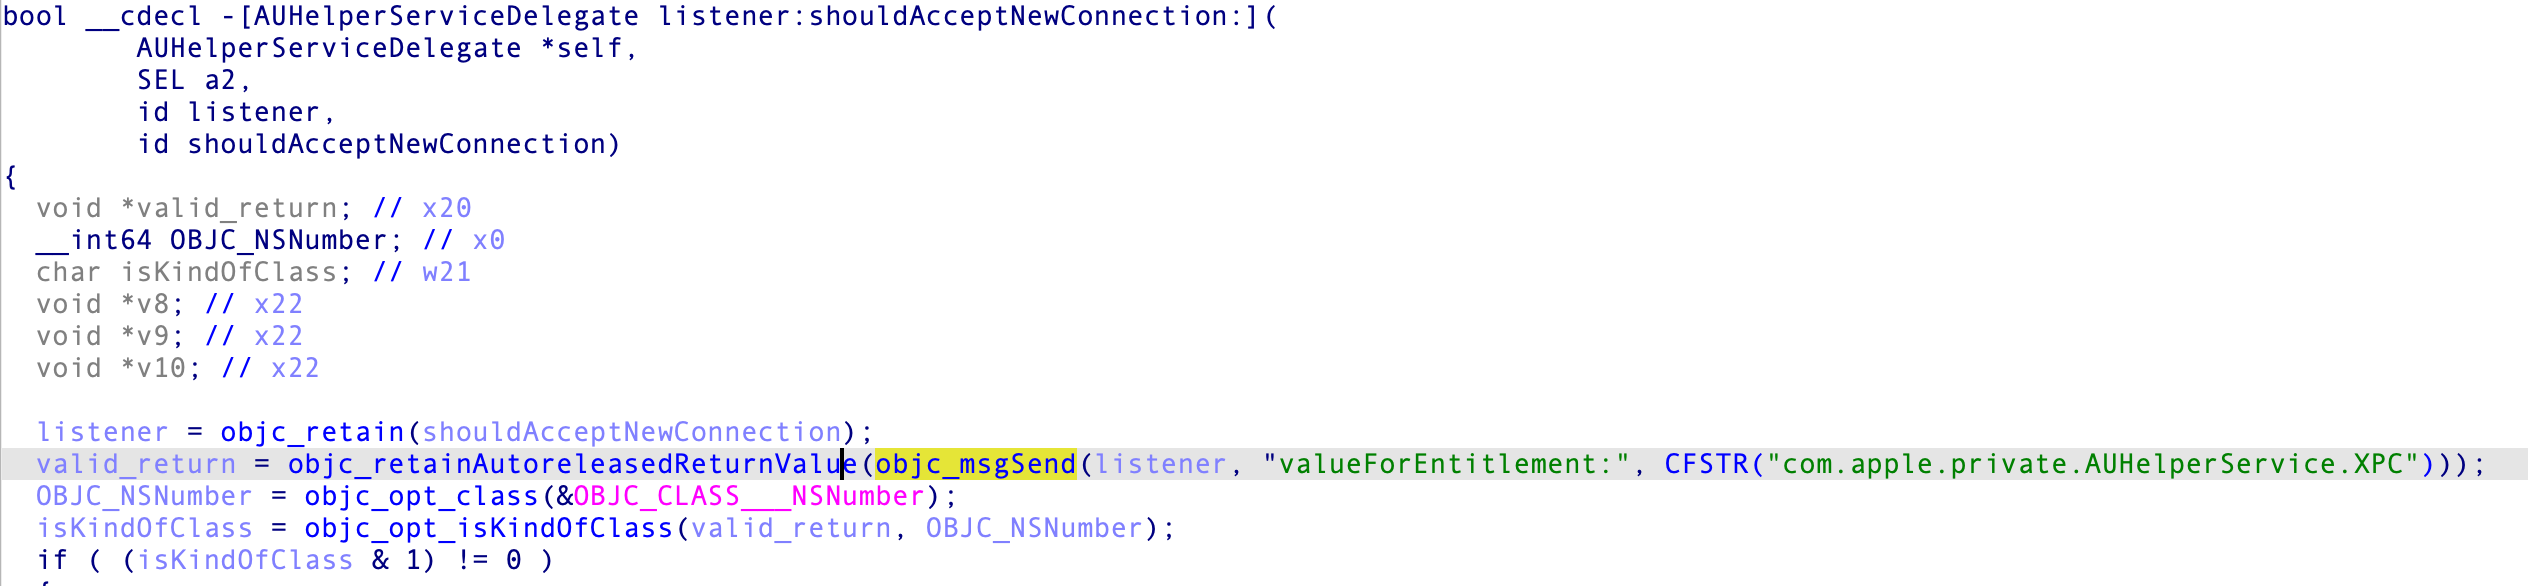 bool __cdecl -[AUHelperServiceDelegate listener:shouldAcceptNewConnection:](
        AUHelperServiceDelegate *self,
        SEL a2,
        id listener,
        id shouldAcceptNewConnection)
{
  void *valid_return; // x20
  __int64 OBJC_NSNumber; // x0
  char isKindOfClass; // w21
  void *v8; // x22
  void *v9; // x22
  void *v10; // x22

  listener = objc_retain(shouldAcceptNewConnection);
  valid_return = objc_retainAutoreleasedReturnValue(objc_msgSend(listener, "valueForEntitlement:", CFSTR("com.apple.private.AUHelperService.XPC")));
  OBJC_NSNumber = objc_opt_class(&OBJC_CLASS___NSNumber);
  isKindOfClass = objc_opt_isKindOfClass(valid_return, OBJC_NSNumber);
  if ( (isKindOfClass & 1) != 0 )